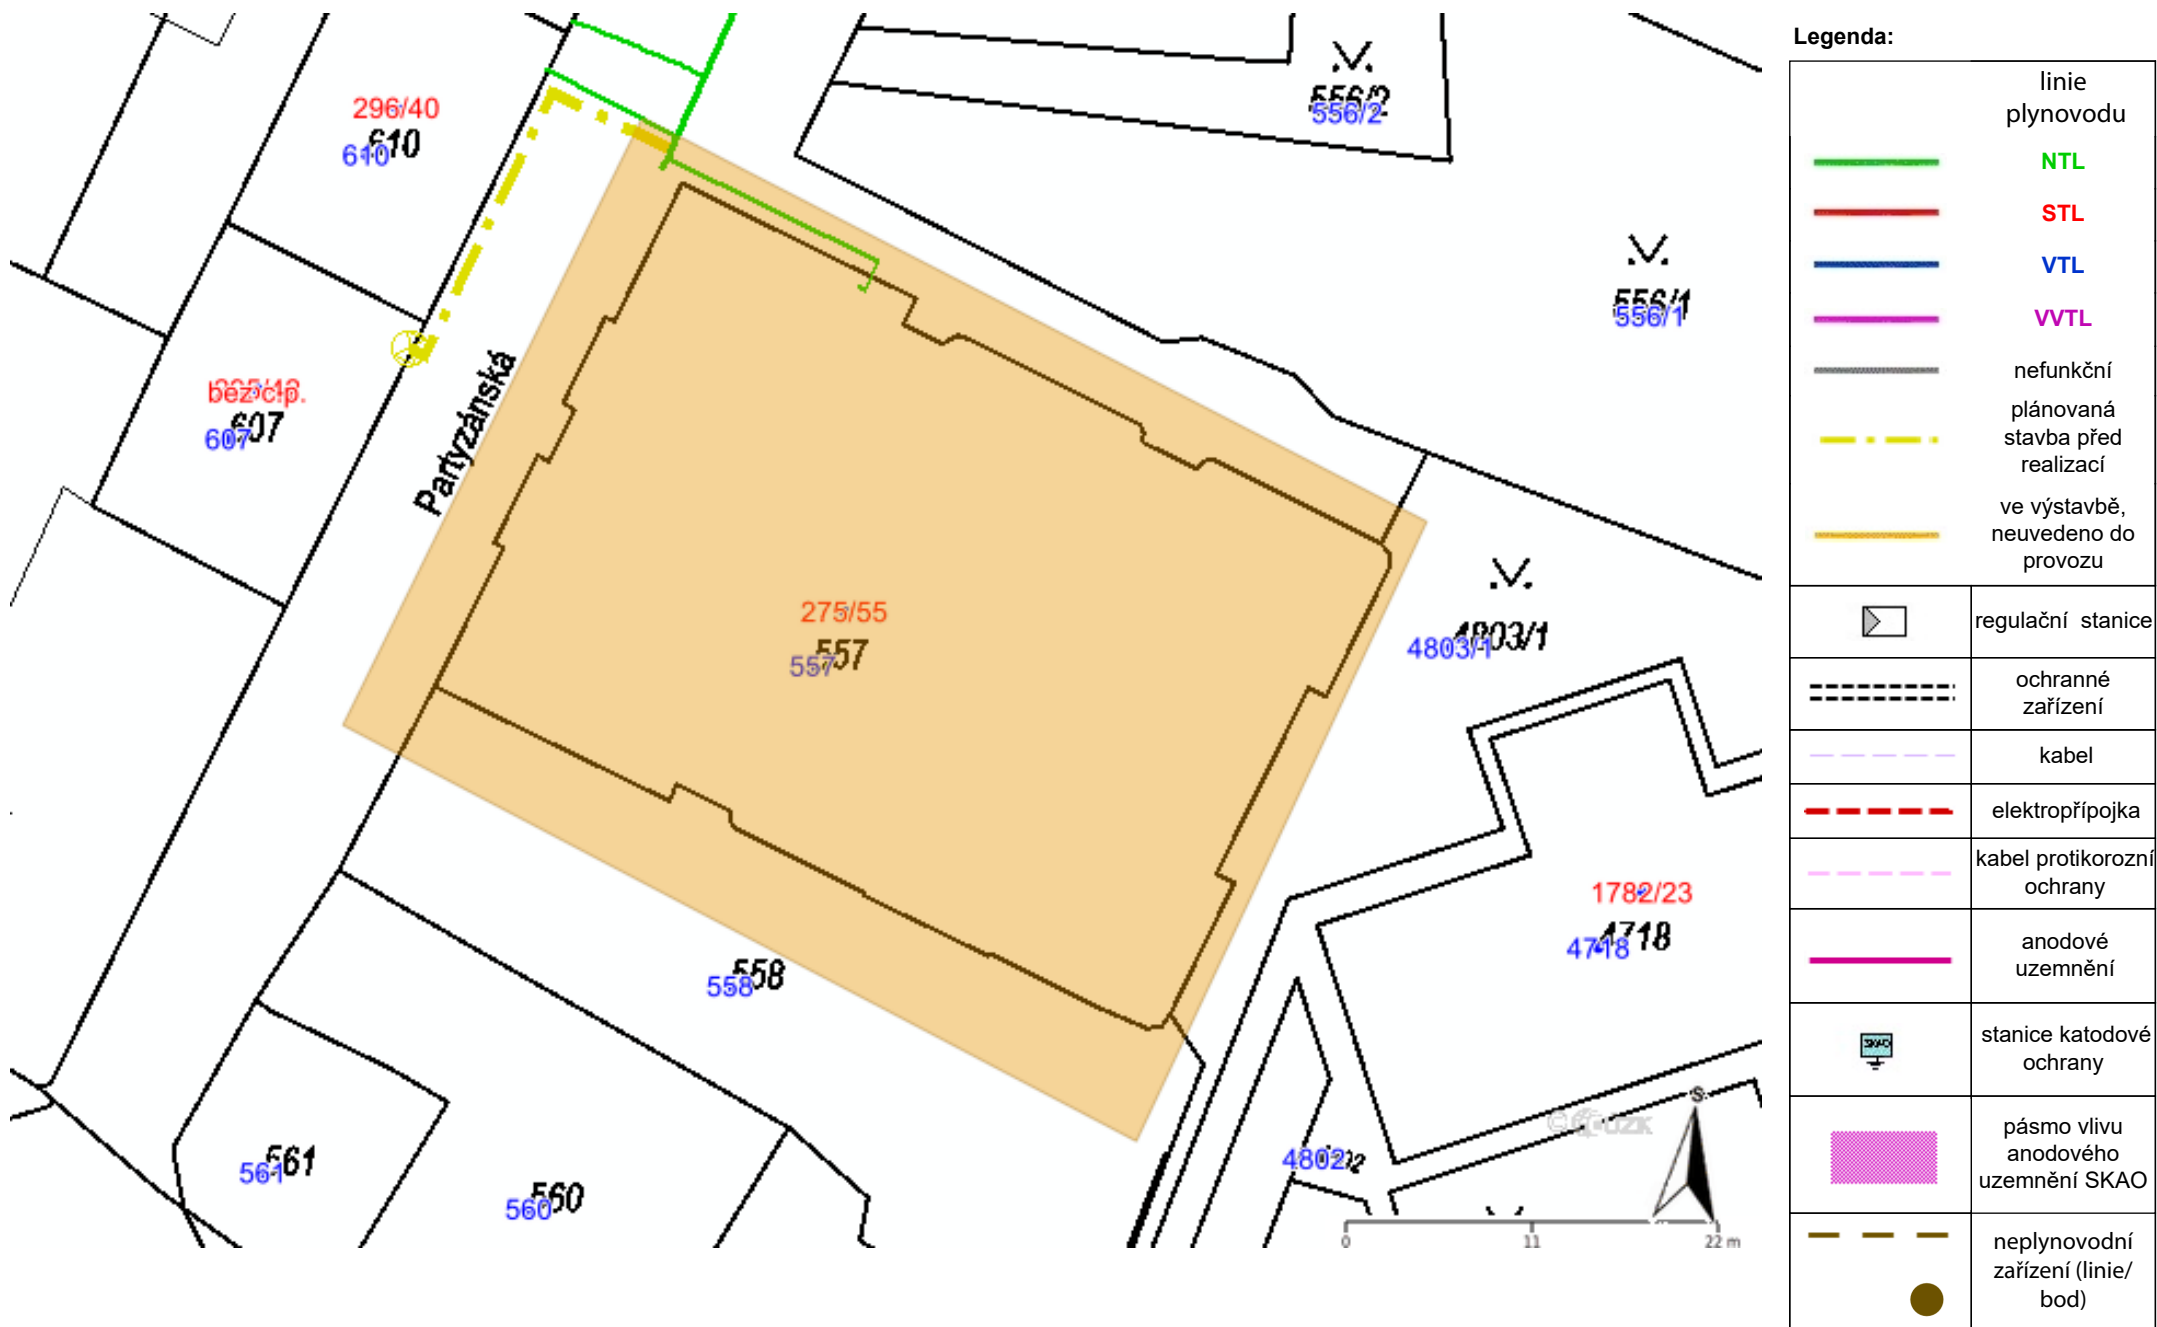 296/40
610
610
556/2
556/2
556/1
556/1
bez č.p.
607
607
Partyzánská
275/55
557
557
4803/1
4803/1
1782/23
4718
4718
558
558
561
561
560
560
4802
S
0
11
22 m
Legenda:
linie
plynovodu
NTL
STL
VTL
VVTL
nefunkční
plánovaná
stavba před
realizací
ve výstavbě,
neuvedeno do
provozu
regulační stanice
ochranné
zařízení
kabel
elektropřípojka
kabel protikorozní
ochrany
anodové
uzemnění
SKAO
stanice katodové
ochrany
pásmo vlivu
anodového
uzemnění SKAO
neplynovodní
zařízení (linie/
bod)